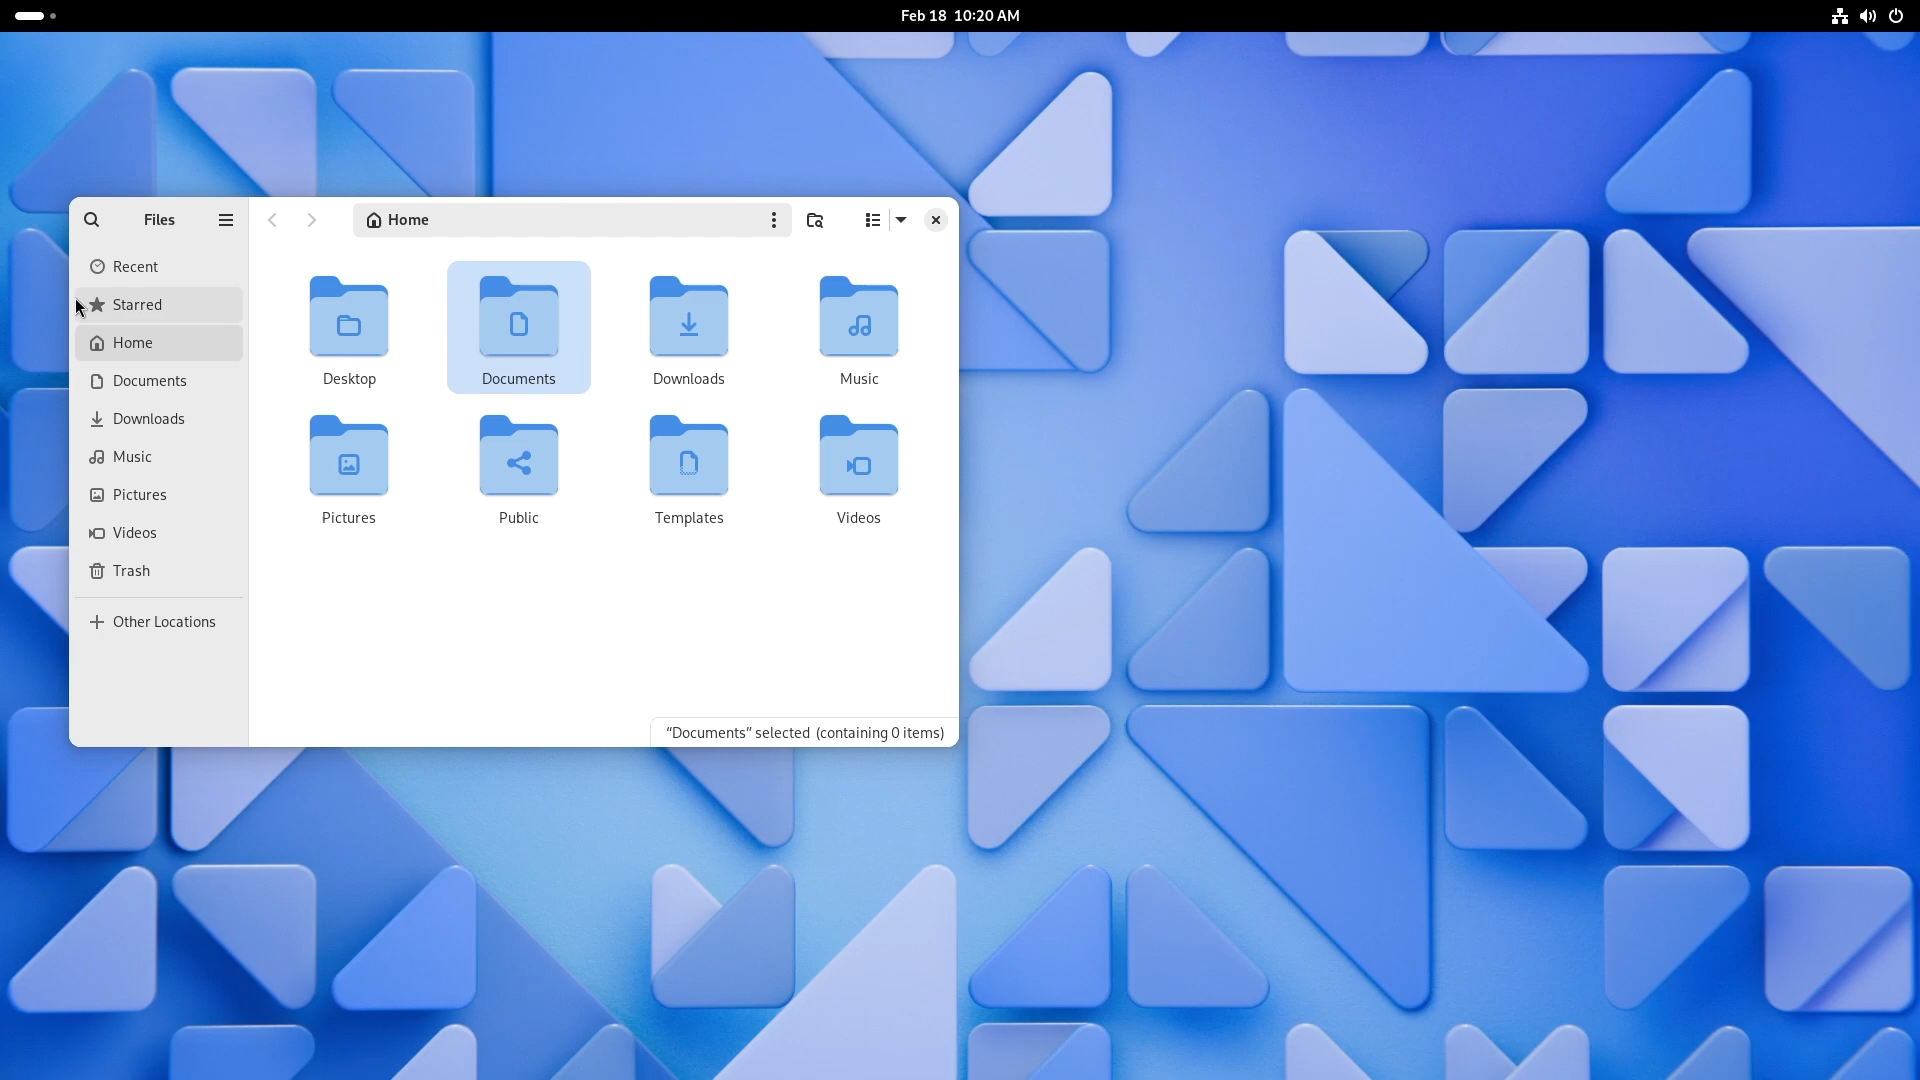 Feb 18  10:20 AM
Files
Home
Recent
Starred
Home
Documents
Downloads
Music
Pictures
Videos
Trash
Other Locations
Desktop
Documents
Downloads
Music
Pictures
Public
Templates
Videos
“Documents” selected (containing 0 items)